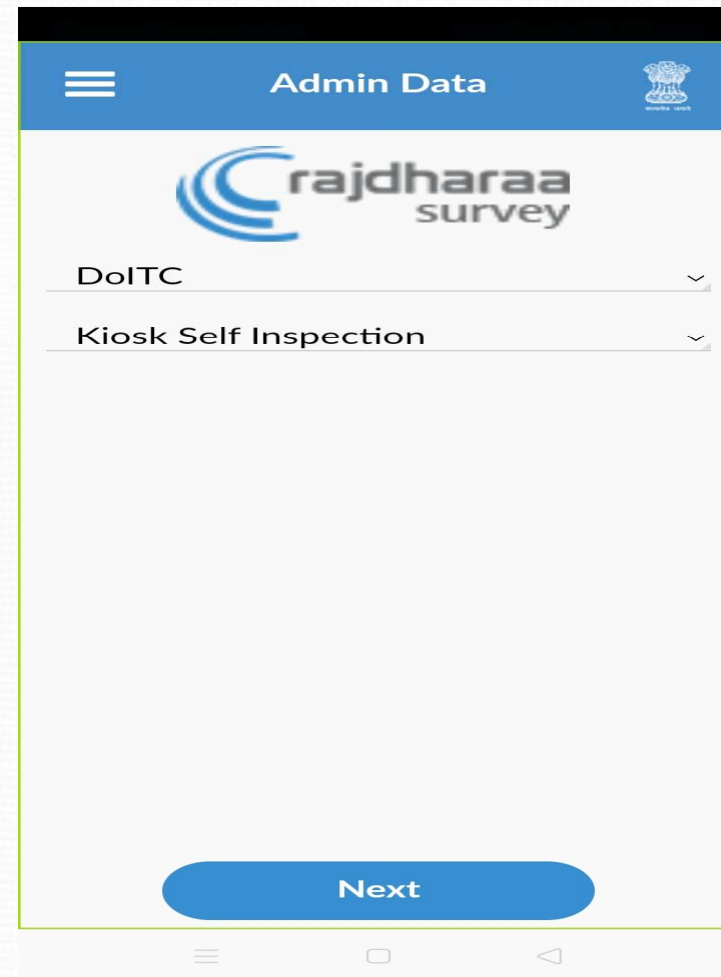 Admin Data
rajdharaa
survey
DoITC
Kiosk Self Inspection
Next